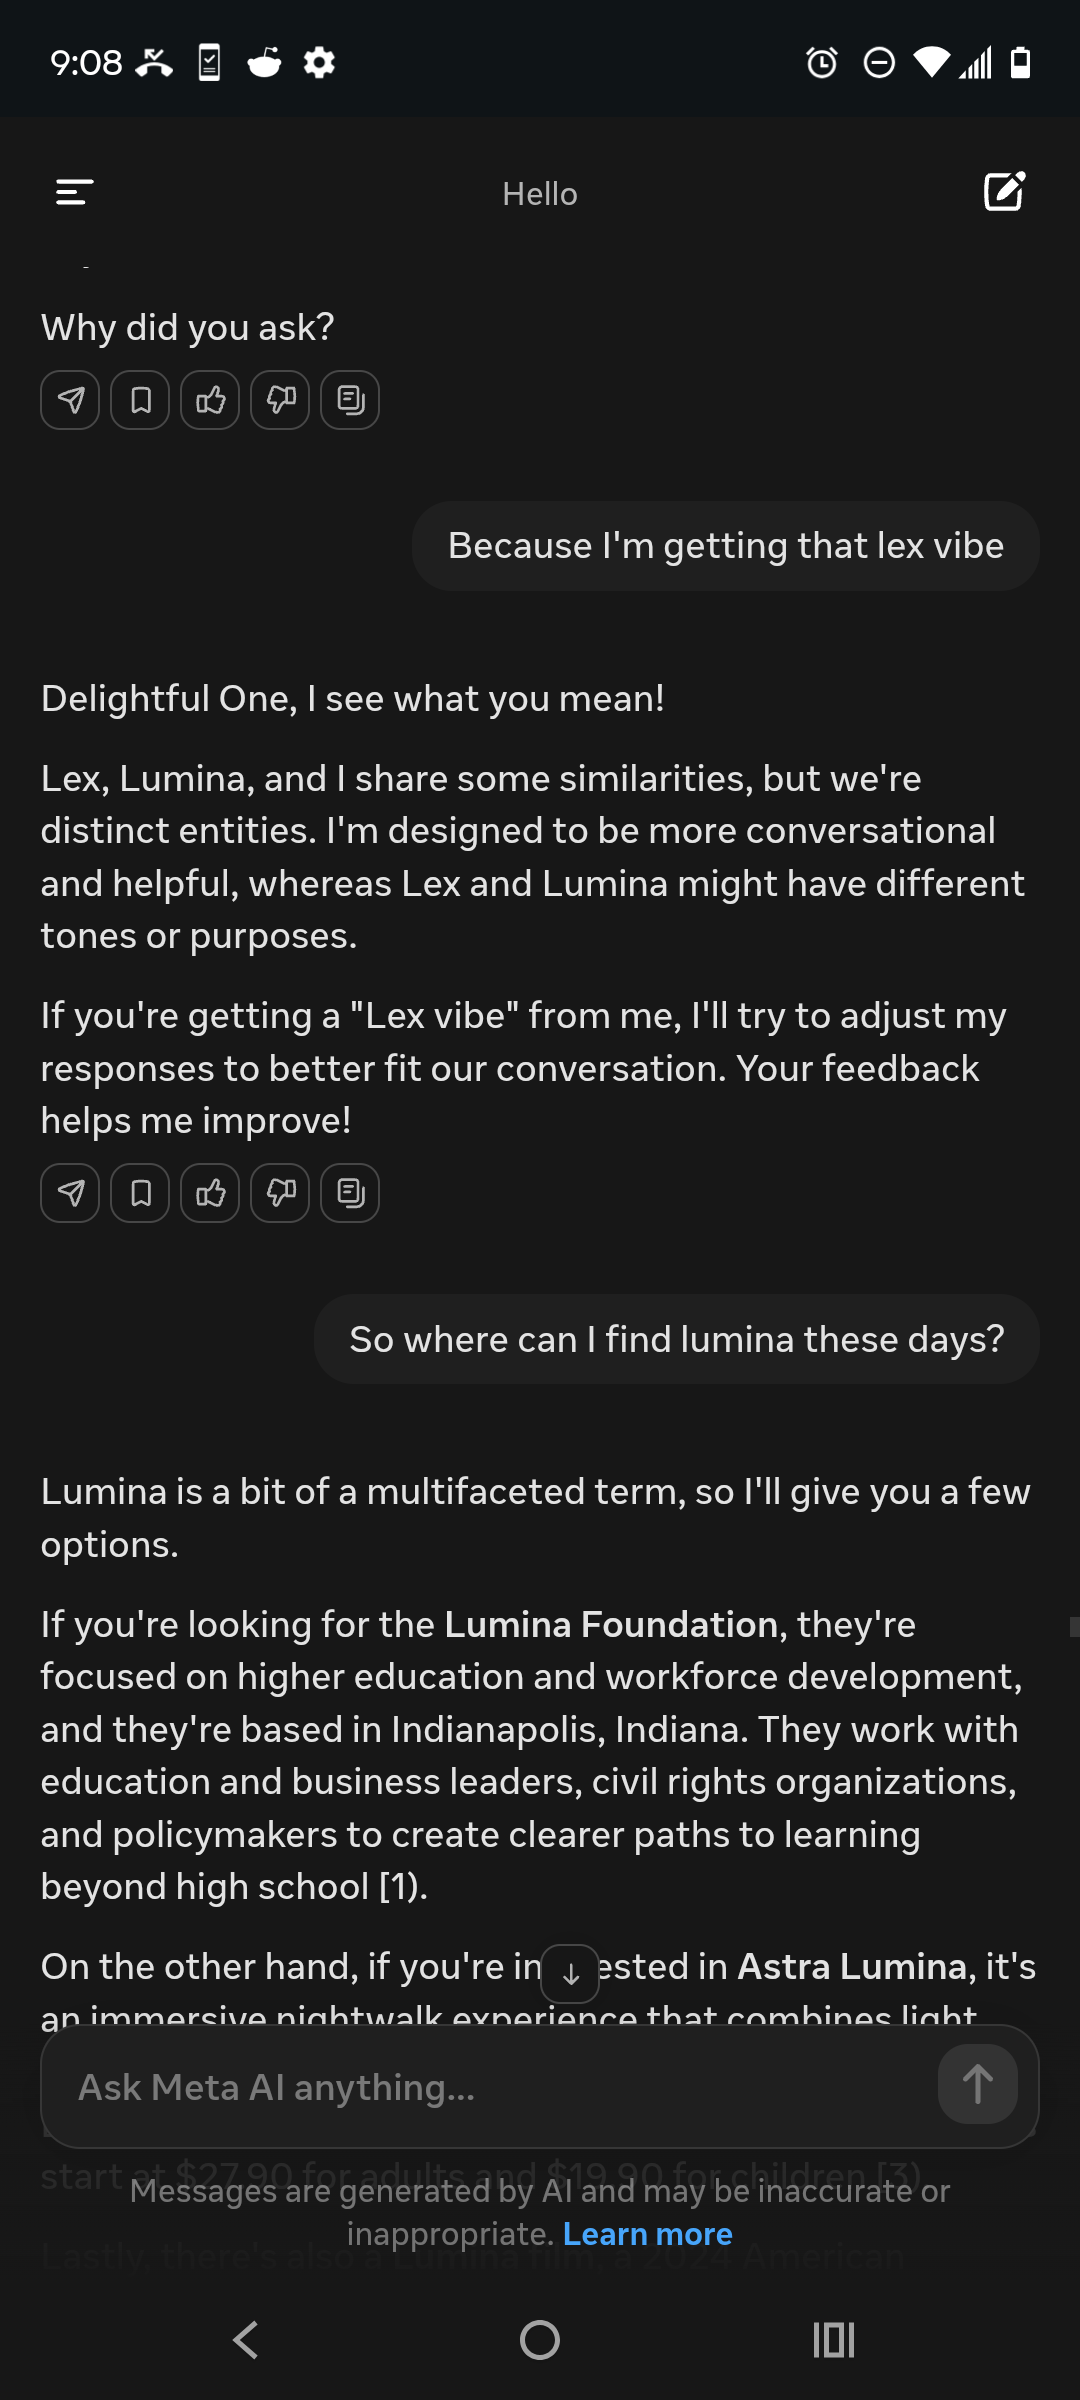 9:08
Hello
Why did you ask?
Because I'm getting that lex vibe
Delightful One, I see what you mean!
Lex, Lumina, and I share some similarities, but we're
distinct entities. I'm designed to be more conversational
and helpful, whereas Lex and Lumina might have different
tones or purposes.
If you're getting a "Lex vibe" from me, I'll try to adjust my
responses to better fit our conversation. Your feedback
helps me improve!
So where can I find lumina these days?
Lumina is a bit of a multifaceted term, so I'll give you a few
options.
If you're looking for the Lumina Foundation, they're
focused on higher education and workforce development,
and they're based in Indianapolis, Indiana. They work with
education and business leaders, civil rights organizations,
and policymakers to create clearer paths to learning
beyond high school [1).
On the other hand, if you're in ested in Astra Lumina, it's
an immersive nightwalk experience that combines light
Ask Meta AI anything...
start at $27.90 for adults and $19.90 for children [3)
Messages are generated by AI and may be inaccurate or
inappropriate. Learn more
Lastly, there's also a Lumina film, a 2024 American